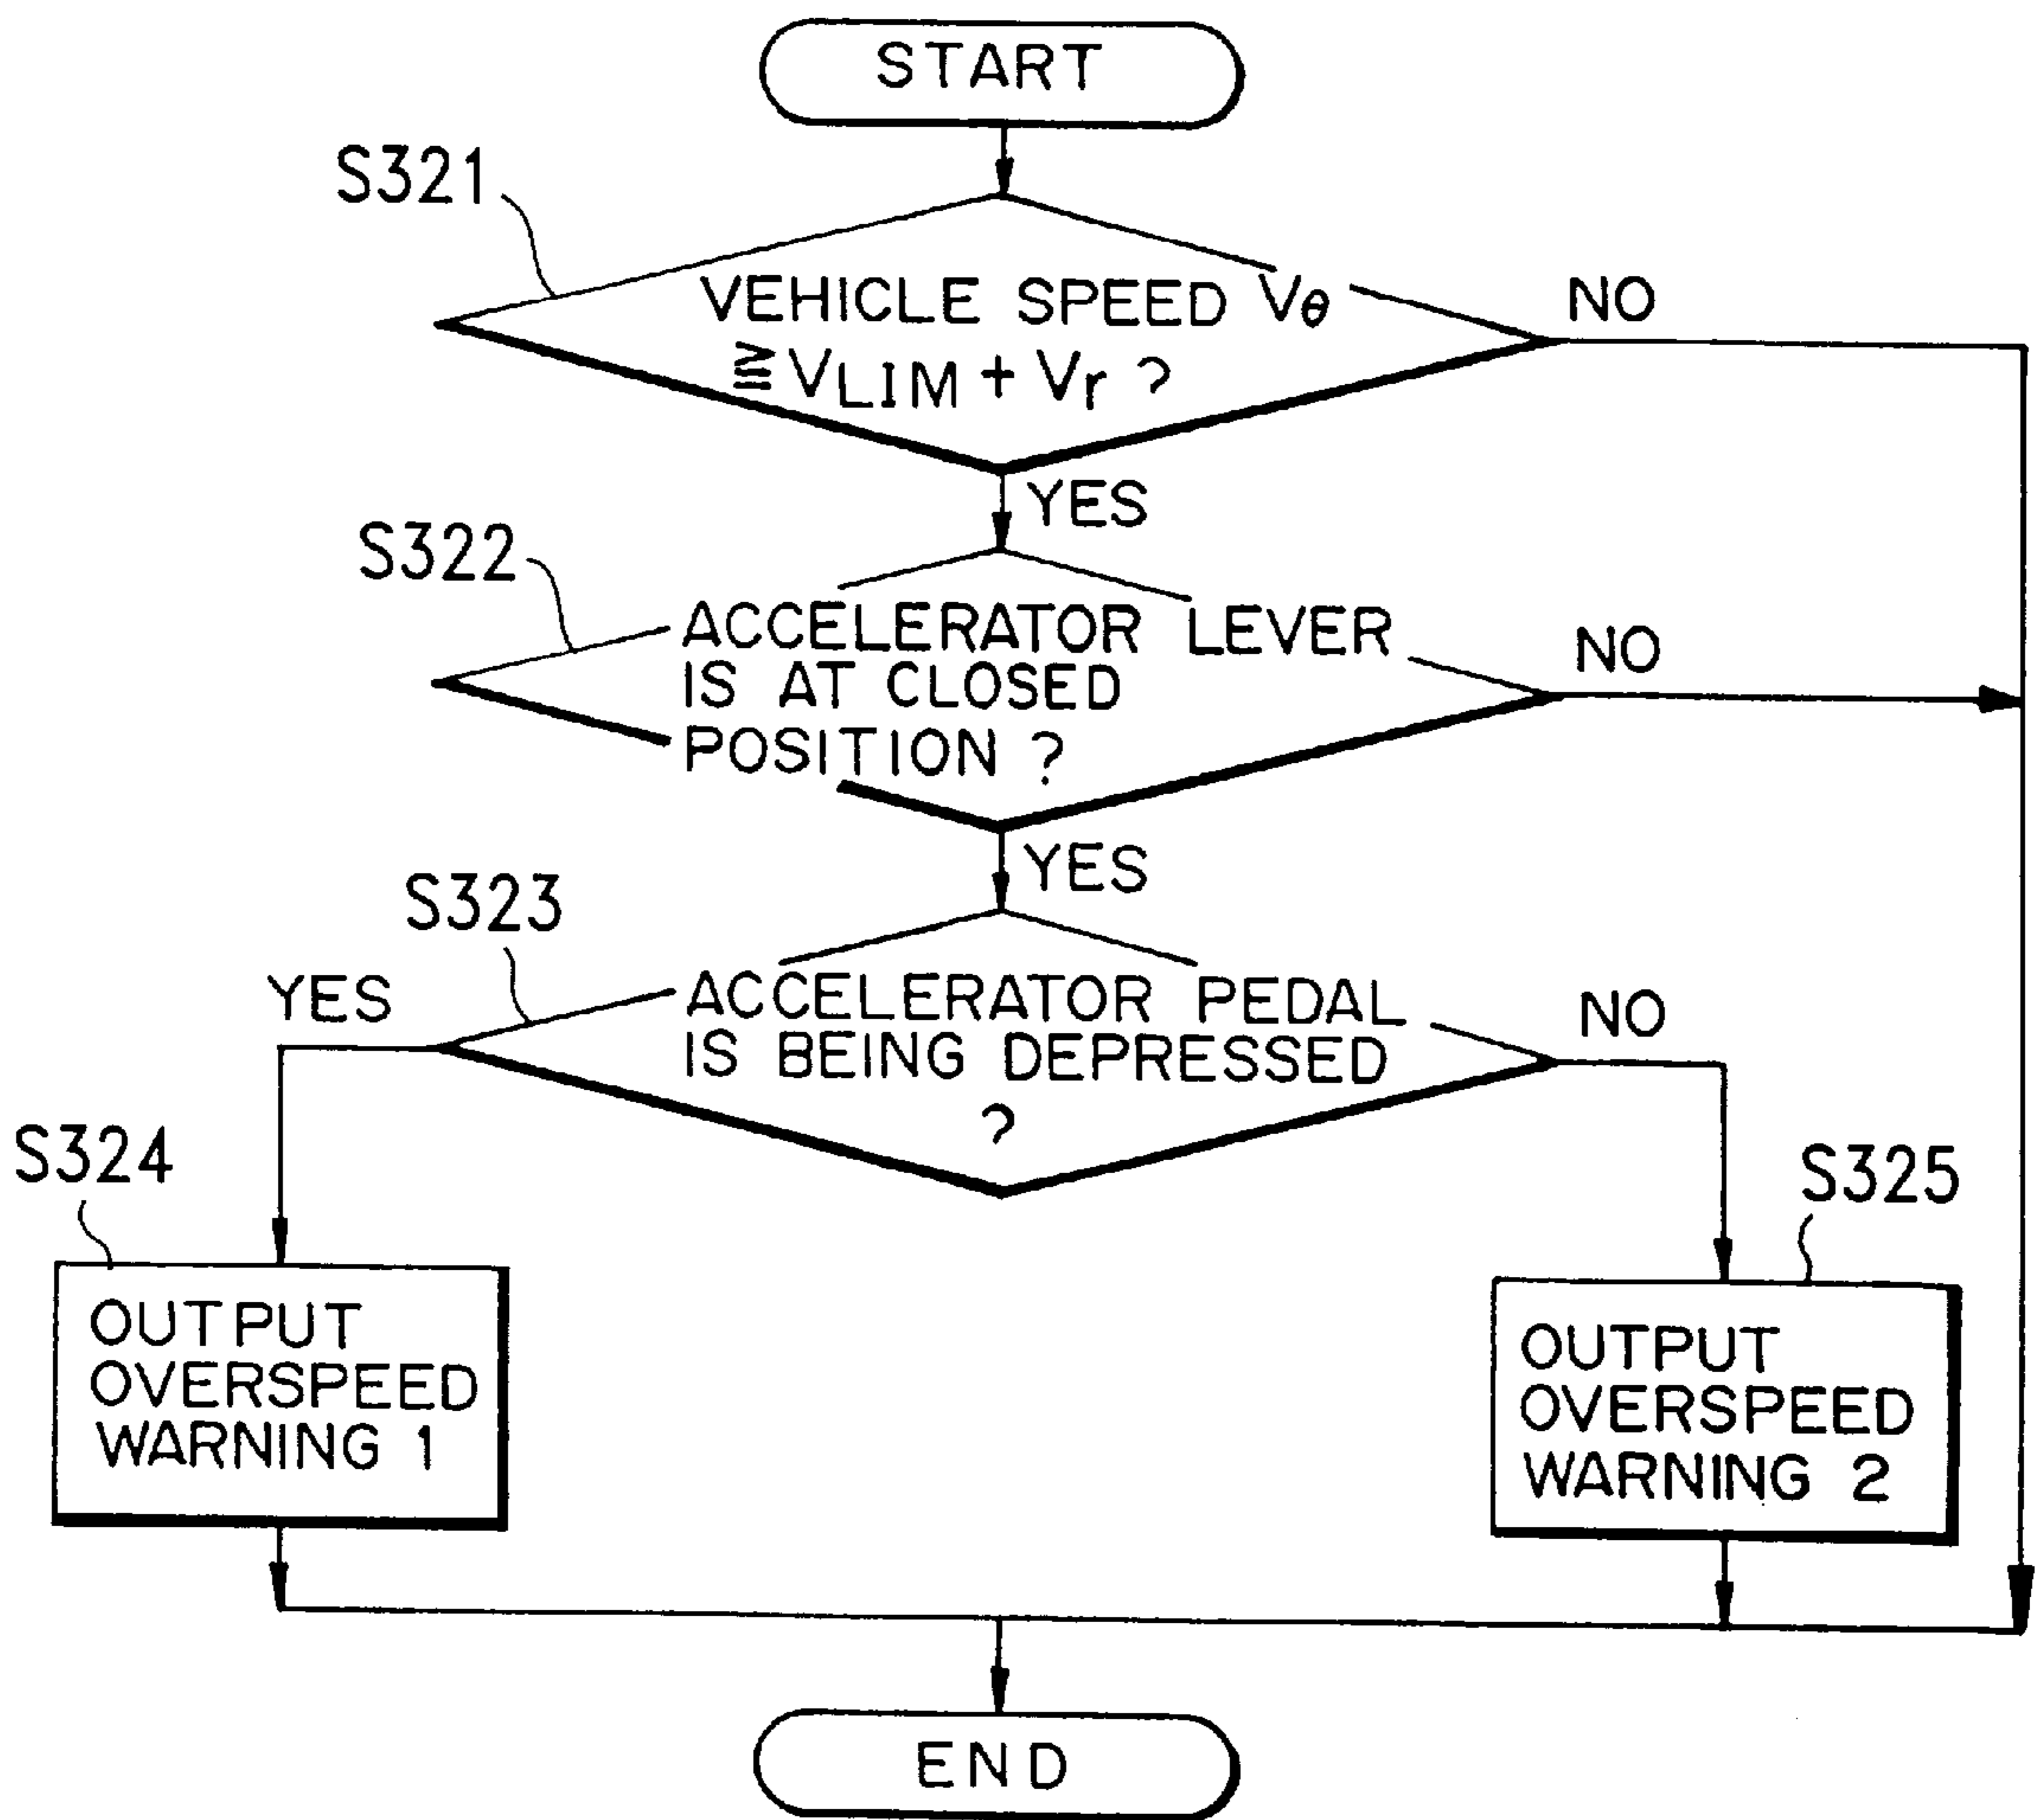 START
S321
VEHICLE SPEED Vθ
≧ VLIM + Vr ?
NO
YES
S322
ACCELERATOR LEVER
IS AT CLOSED
POSITION ?
NO
YES
S323
YES
ACCELERATOR PEDAL
IS BEING DEPRESSED
?
NO
S324
OUTPUT
OVERSPEED
WARNING 1
S325
OUTPUT
OVERSPEED
WARNING 2
END